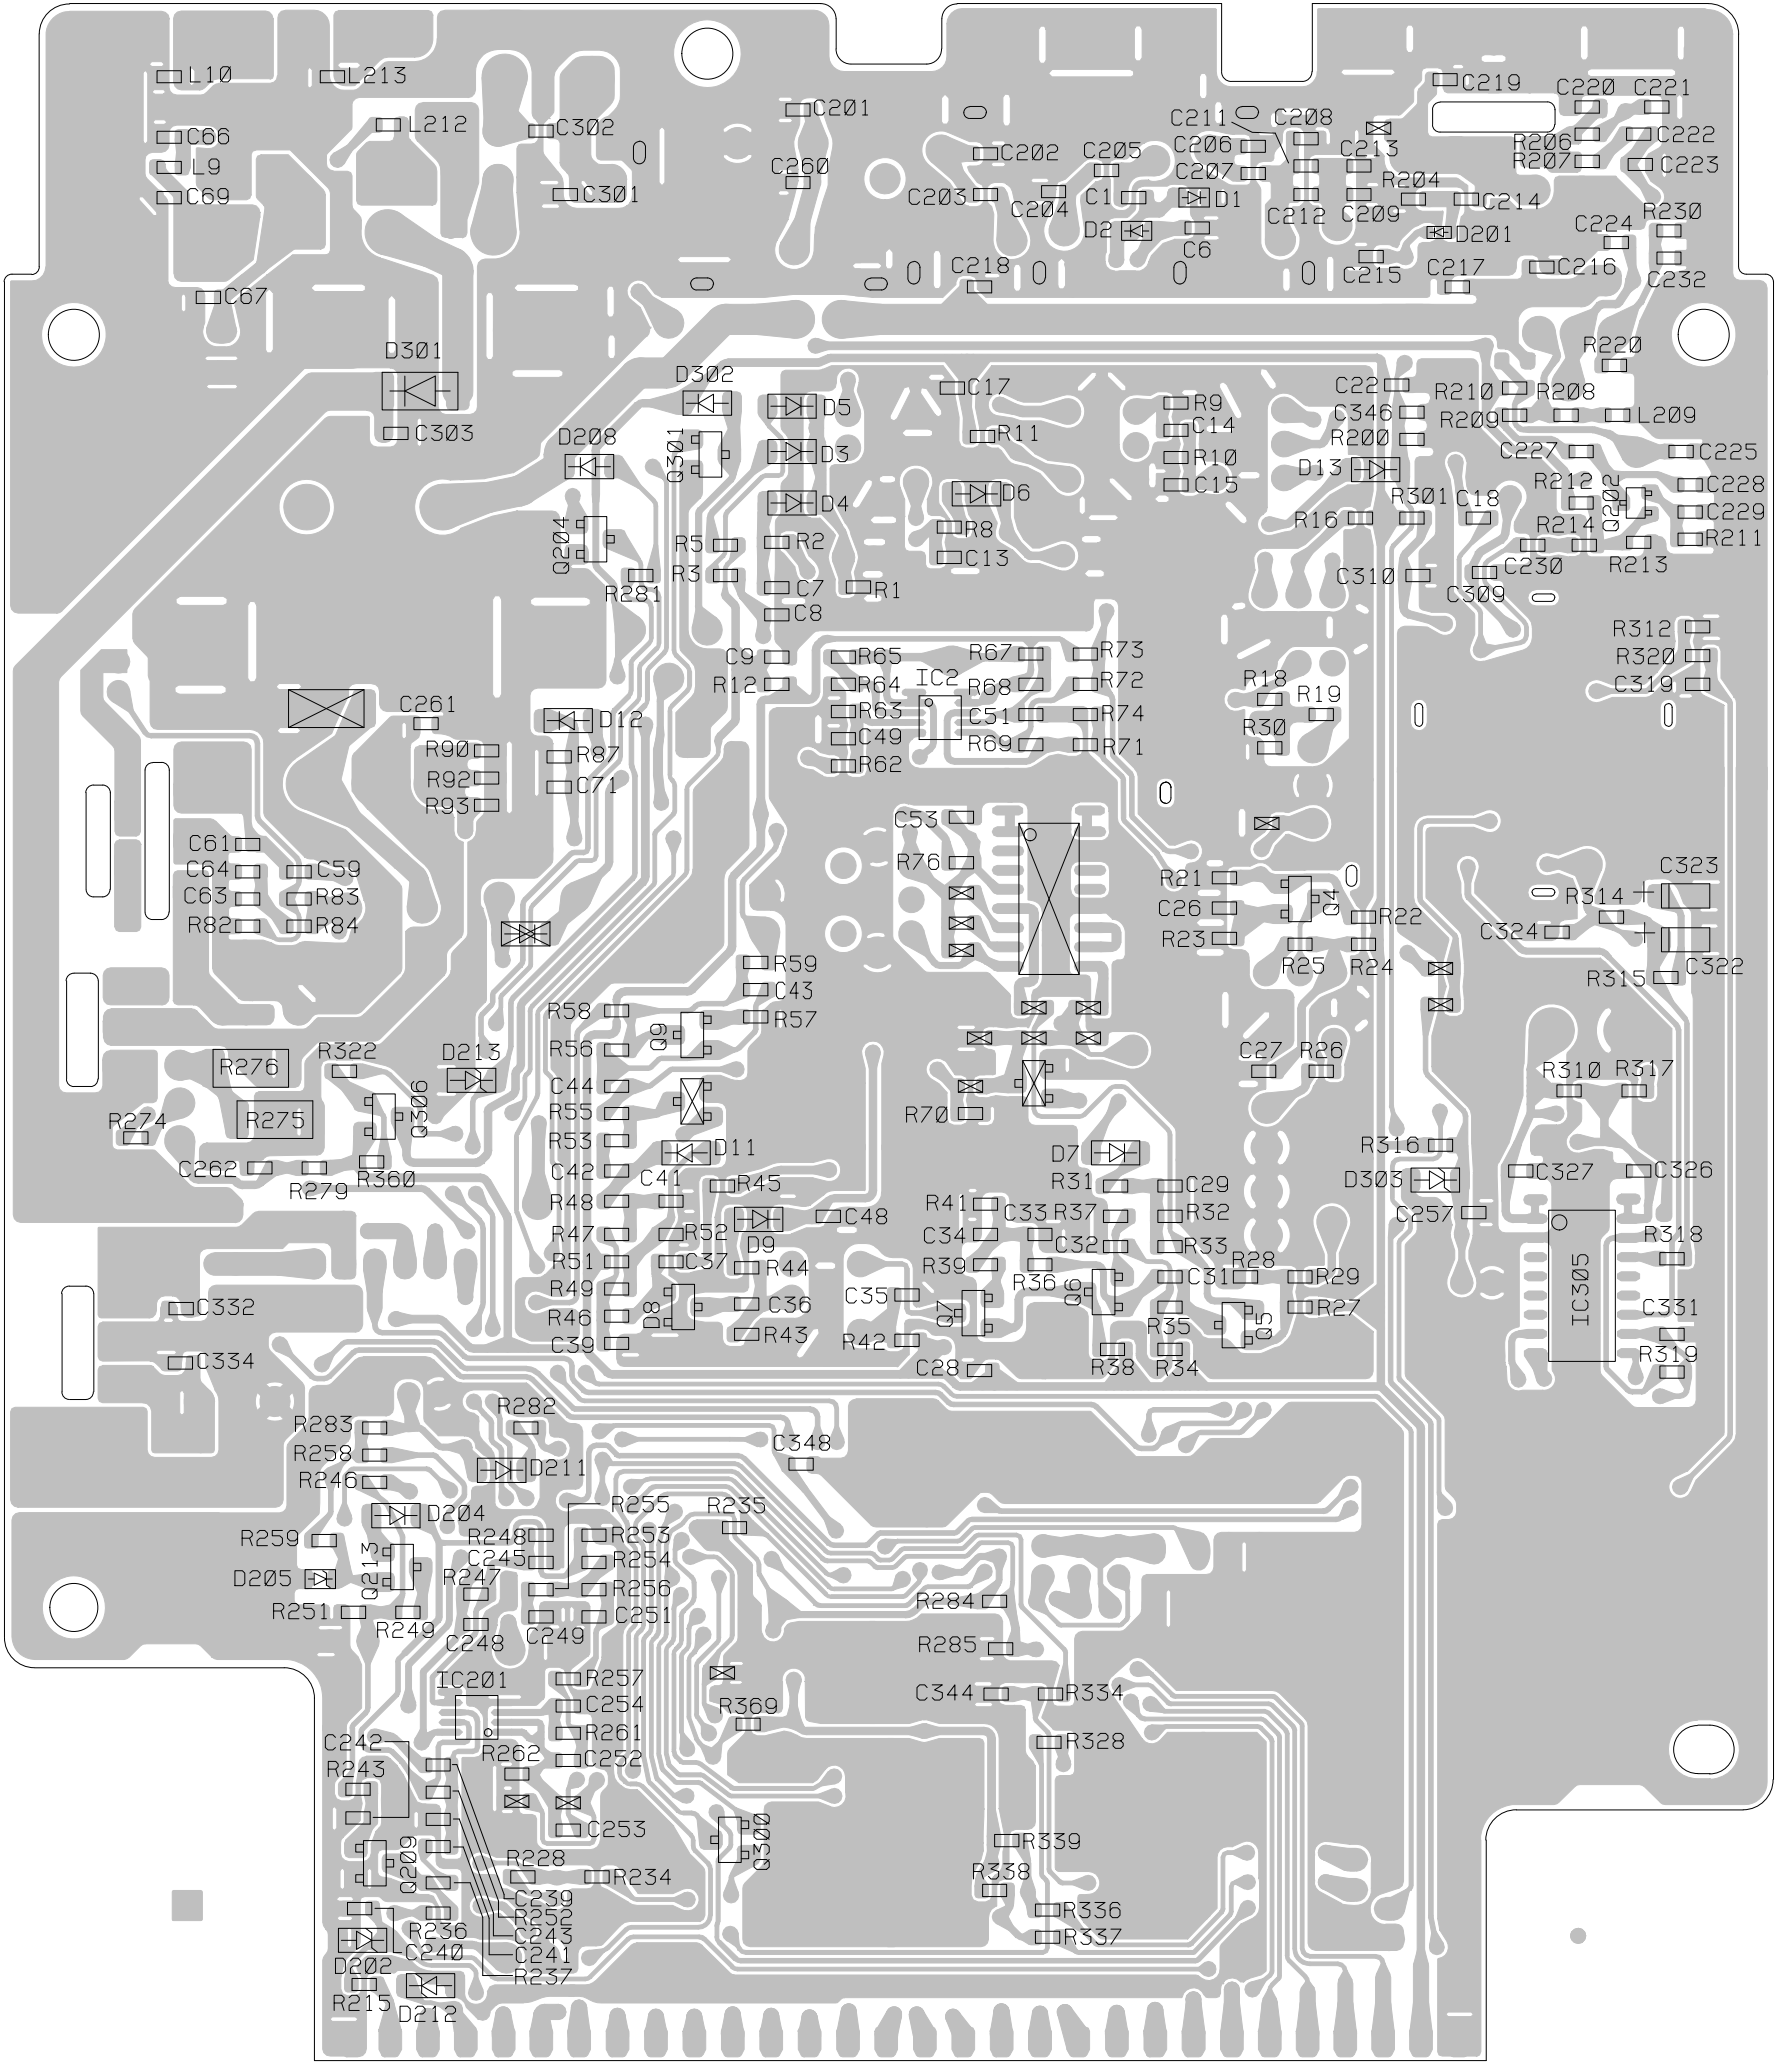 L10 L213
C66 L212 C302 C201
L9
C69 C301 C260
C202 C205 C211 C208 C219 C220 C221
C206 C213 R206 C222
C203 C204 C1 D1 C207 C212 C209 R204 C214 R207 C223
D2 C6 D201 C224 R230
C218 C215 C217 C216 C232
C67
D301 D302 R220
C303 D208 Q301 D5 C17 R9 C22 R210 R208
C14 C346 R209 L209
D3 R11 R10 R200 C227 C225
D4 D6 C15 D13 R212 Q202 C228
Q204 R5 R2 R8 R16 R301 C18 R214 C229
R281 R3 C7 R1 C13 C310 C309 C230 R213 R211
C8
C9 R65 R67 R73 R312
R12 R64 IC2 R68 R72 R18 R320
C261 D12 R63 C51 R74 R19 C319
R90 R87 C49 R69 R71 R30
R92 C71 R62
R93
C61 C53
C64 C59 R76 R21 C323
C63 R83 C26 Q4 R22 R314
R82 R84 R23 R25 R24 C324
R59 R315 C322
R58 C43
Q9 R57
R276 R322 D213 R56 C27 R26
R274 R275 Q306 C44 R70 R310 R317
R55
C262 R279 R360 R53 D11 D7 R316
C42 C41 R45 R31 C29 D303 C327 C326
R48 C48 R41 C33 R37 R32 C257
R47 R52 D9 C34 C32 R33 R318
R51 C37 R44 R39 R36 C31 R28 R29
C332 R49 D8 C36 C35 Q7 Q6 R35 Q5 R27 IC305 C331
R46 R43 R42
C334 C39 C28 R38 R34 R319
R283 R282
R258 D211 C348
R246
D204 R255 R235
R259 Q213 R248 R253
D205 C245 R254
R251 R247 R256 R284
R249 C248 C249 C251
R285
IC201 R257
C254 C344 R334
C242 R261 R369 R328
R243 R262 C252
C253 Q300 R339
Q209 R228 R234 R338
C239
R236 R252 R336
C243
C240 C241 R337
D202 R237
R215 D212